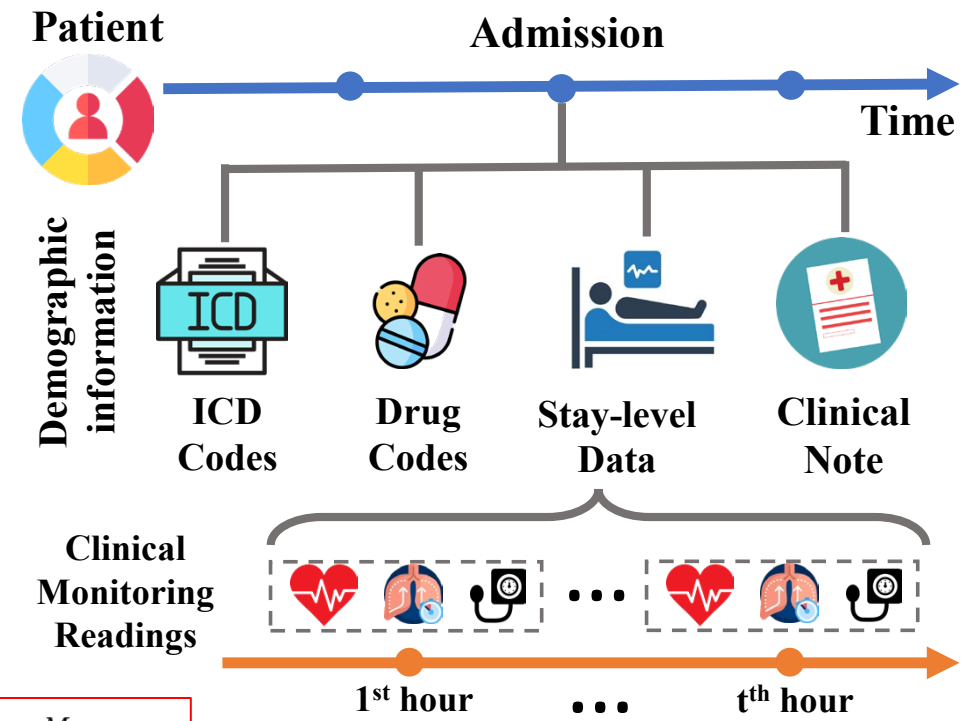 Patient
Admission
Time
Demographic
information
ICD
ICD
Codes
Drug
Codes
Stay-level
Data
Clinical
Note
Clinical
Monitoring
Readings
...
1st hour
...
tth hour